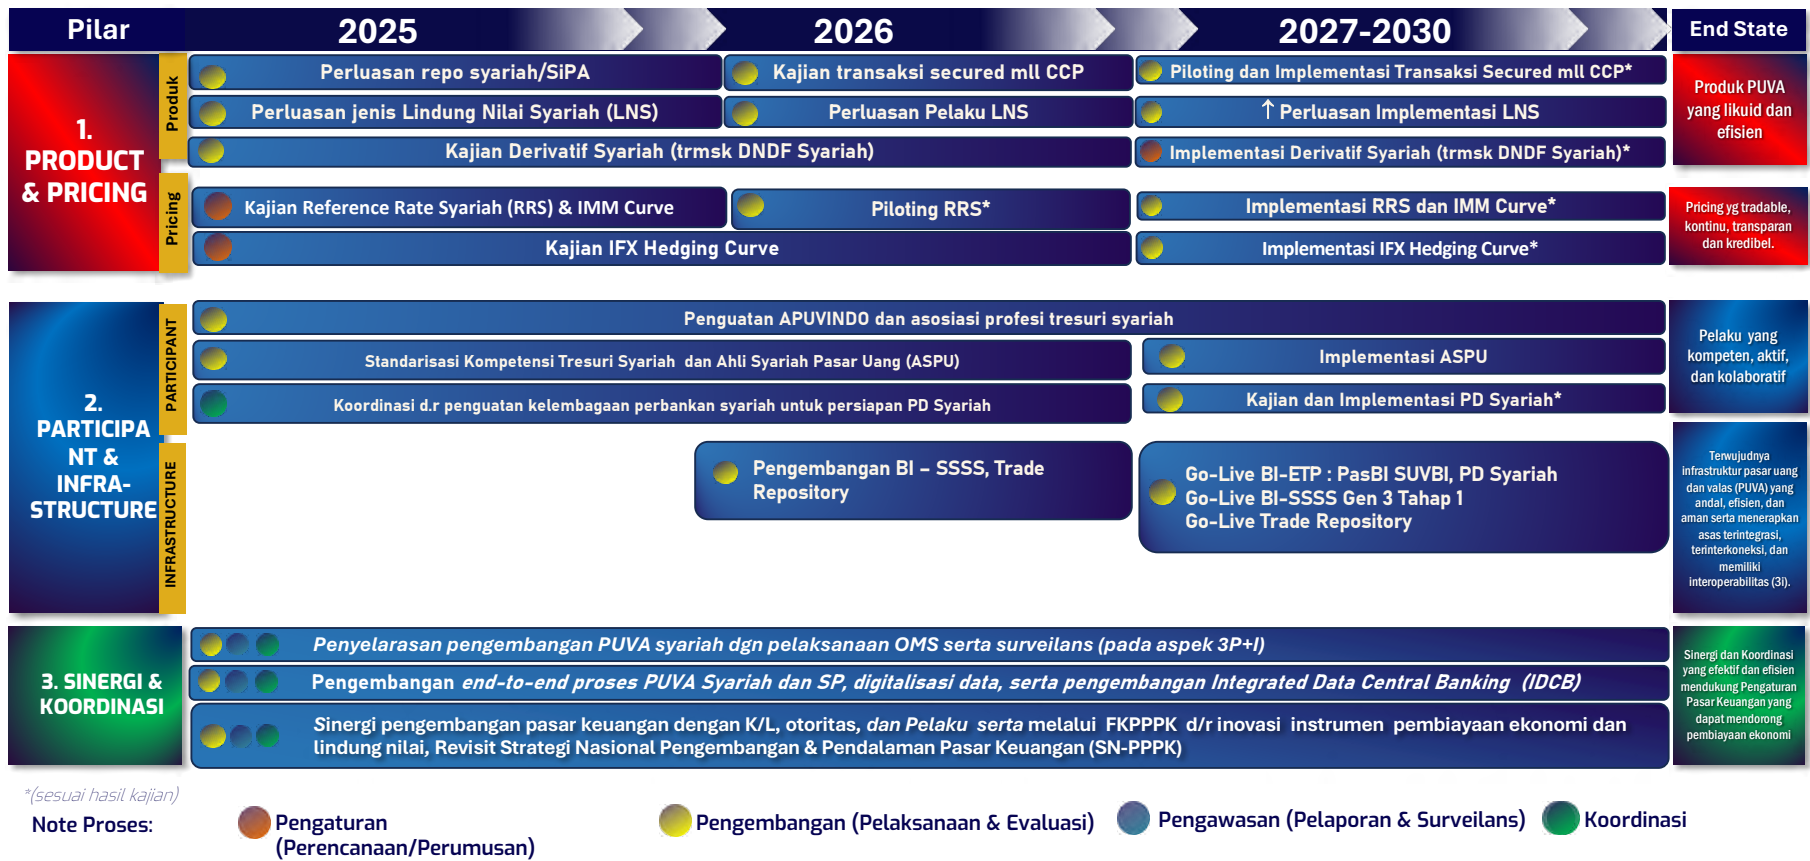 Pilar
2025
2026
2027-2030
End State
1.
PRODUCT
& PRICING
Produk
Perluasan repo syariah/SiPA
Kajian transaksi secured mll CCP
Piloting dan Implementasi Transaksi Secured mll CCP*
Perluasan jenis Lindung Nilai Syariah (LNS)
Perluasan Pelaku LNS
↑ Perluasan Implementasi LNS
Kajian Derivatif Syariah (trmsk DNDF Syariah)
Implementasi Derivatif Syariah (trmsk DNDF Syariah)*
Produk PUVA
yang likuid dan
efisien
Pricing
Kajian Reference Rate Syariah (RRS) & IMM Curve
Piloting RRS*
Implementasi RRS dan IMM Curve*
Kajian IFX Hedging Curve
Implementasi IFX Hedging Curve*
Pricing yg tradable,
kontinu, transparan
dan kredibel.
2.
PARTICIPA
NT &
INFRA-
STRUCTURE
PARTICIPANT
Penguatan APUVINDO dan asosiasi profesi tresuri syariah
Standarisasi Kompetensi Tresuri Syariah dan Ahli Syariah Pasar Uang (ASPU)
Implementasi ASPU
Koordinasi d.r penguatan kelembagaan perbankan syariah untuk persiapan PD Syariah
Kajian dan Implementasi PD Syariah*
Pelaku yang
kompeten, aktif,
dan kolaboratif
INFRASTRUCTURE
Pengembangan BI – SSSS, Trade
Repository
Go-Live BI-ETP : PasBI SUVBI, PD Syariah
Go-Live BI-SSSS Gen 3 Tahap 1
Go-Live Trade Repository
Terwujudnya
infrastruktur pasar uang
dan valas (PUVA) yang
andal, efisien, dan
aman serta menerapkan
asas terintegrasi,
terinterkoneksi, dan
memiliki
interoperabilitas (3i).
3. SINERGI &
KOORDINASI
Penyelarasan pengembangan PUVA syariah dgn pelaksanaan OMS serta surveilans (pada aspek 3P+I)
Pengembangan end-to-end proses PUVA Syariah dan SP, digitalisasi data, serta pengembangan Integrated Data Central Banking (IDCB)
Sinergi pengembangan pasar keuangan dengan K/L, otoritas, dan Pelaku serta melalui FKPPPK d/r inovasi instrumen pembiayaan ekonomi dan
lindung nilai, Revisit Strategi Nasional Pengembangan & Pendalaman Pasar Keuangan (SN-PPPK)
Sinergi dan Koordinasi
yang efektif dan efisien
mendukung Pengaturan
Pasar Keuangan yang
dapat mendorong
pembiayaan ekonomi
*(sesuai hasil kajian)
Note Proses:
Pengaturan
(Perencanaan/Perumusan)
Pengembangan (Pelaksanaan & Evaluasi)
Pengawasan (Pelaporan & Surveilans)
Koordinasi